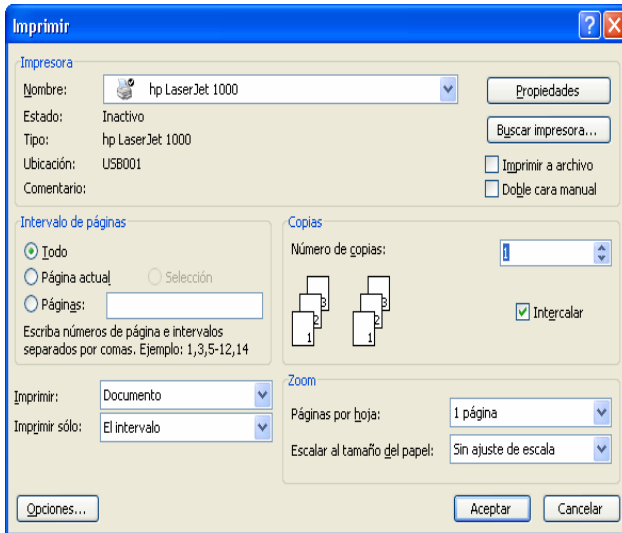 Imprimir
Impresora
Nombre: hp LaserJet 1000 Propiedades
Estado: Inactivo
Tipo: hp LaserJet 1000 Buscar impresora...
Ubicación: USB001 Imprimir a archivo
Comentario: Doble cara manual
Intervalo de páginas
Todo
Página actual Selección
Páginas:
Escriba números de página e intervalos
separados por comas. Ejemplo: 1,3,5-12,14
Copias
Número de copias: 1
3 3
2 2
1 1
Intercalar
Imprimir: Documento
Imprimir sólo: El intervalo
Zoom
Páginas por hoja: 1 página
Escalar al tamaño del papel: Sin ajuste de escala
Opciones... Aceptar Cancelar